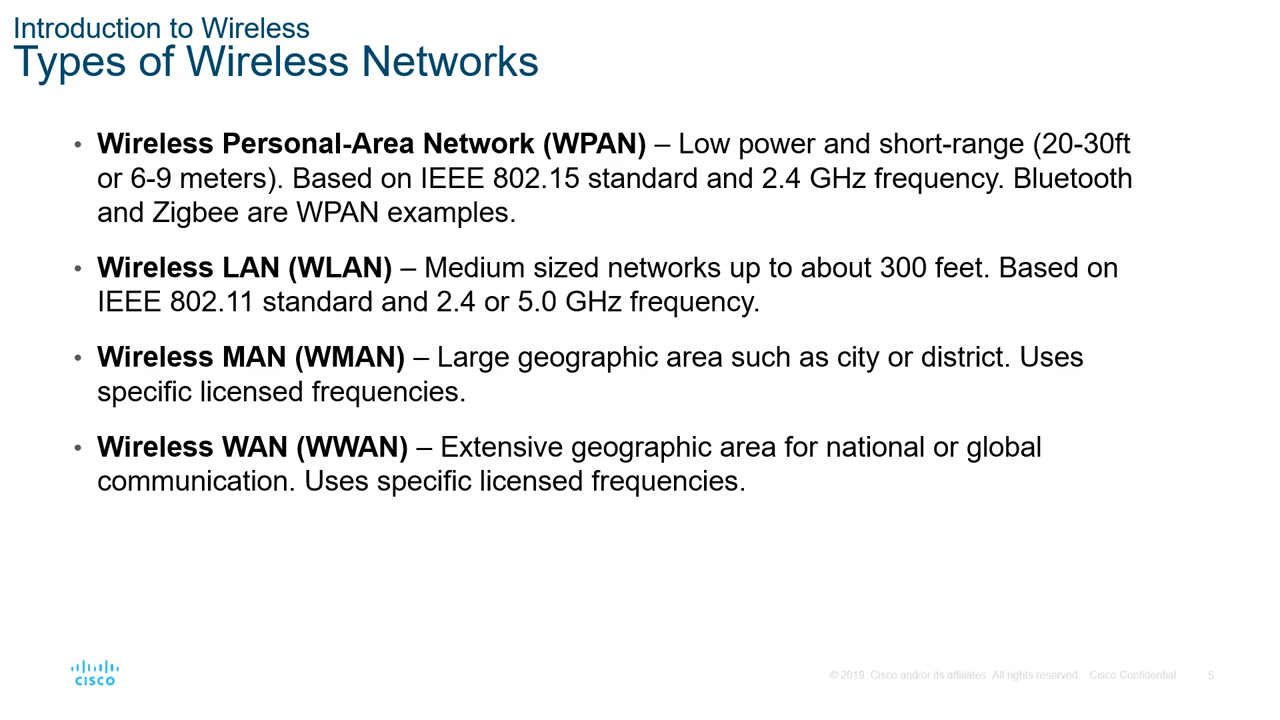 Introduction to Wireless
Types of Wireless Networks
• Wireless Personal-Area Network (WPAN) – Low power and short-range (20-30ft
or 6-9 meters). Based on IEEE 802.15 standard and 2.4 GHz frequency. Bluetooth
and Zigbee are WPAN examples.
• Wireless LAN (WLAN) – Medium sized networks up to about 300 feet. Based on
IEEE 802.11 standard and 2.4 or 5.0 GHz frequency.
• Wireless MAN (WMAN) – Large geographic area such as city or district. Uses
specific licensed frequencies.
• Wireless WAN (WWAN) – Extensive geographic area for national or global
communication. Uses specific licensed frequencies.
CISCO
© 2019 Cisco and/or its affiliates. All rights reserved. Cisco Confidential 5